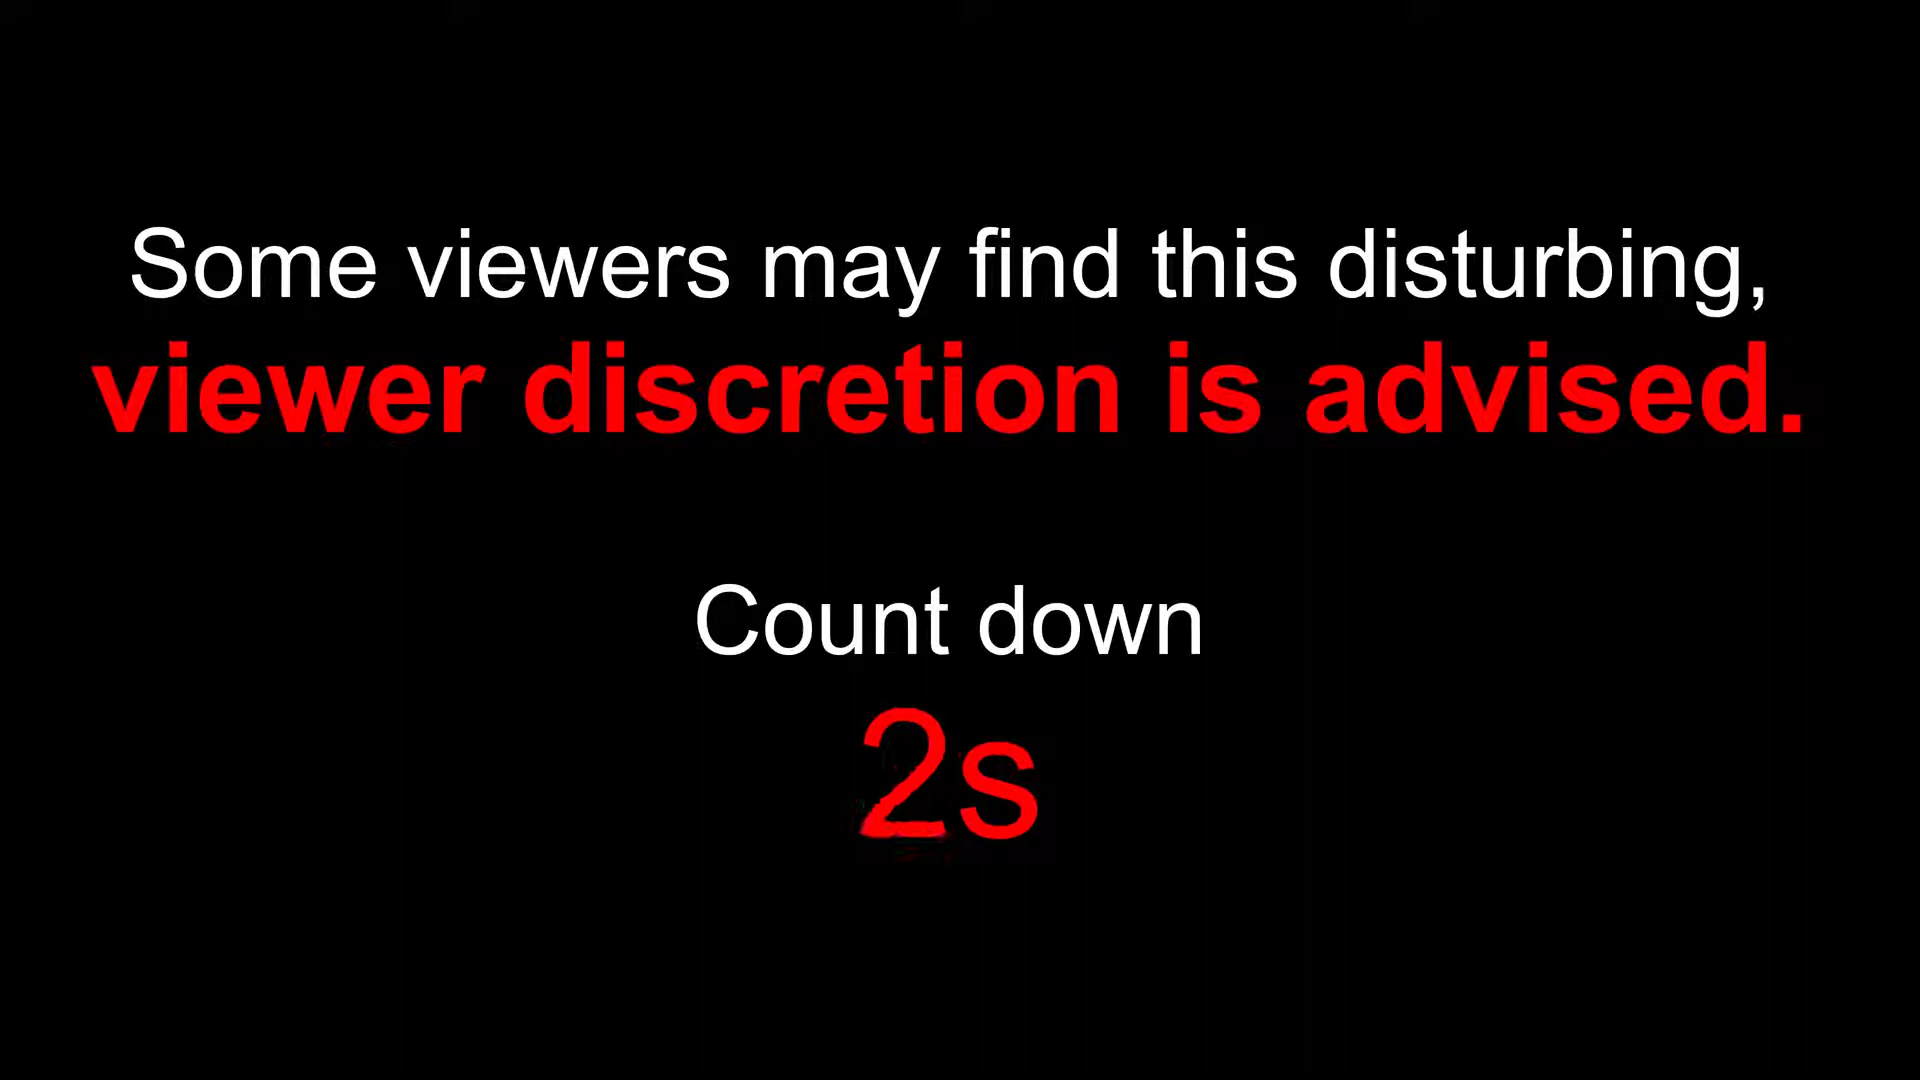 Some viewers may find this disturbing,
viewer discretion is advised.
Count down
2s